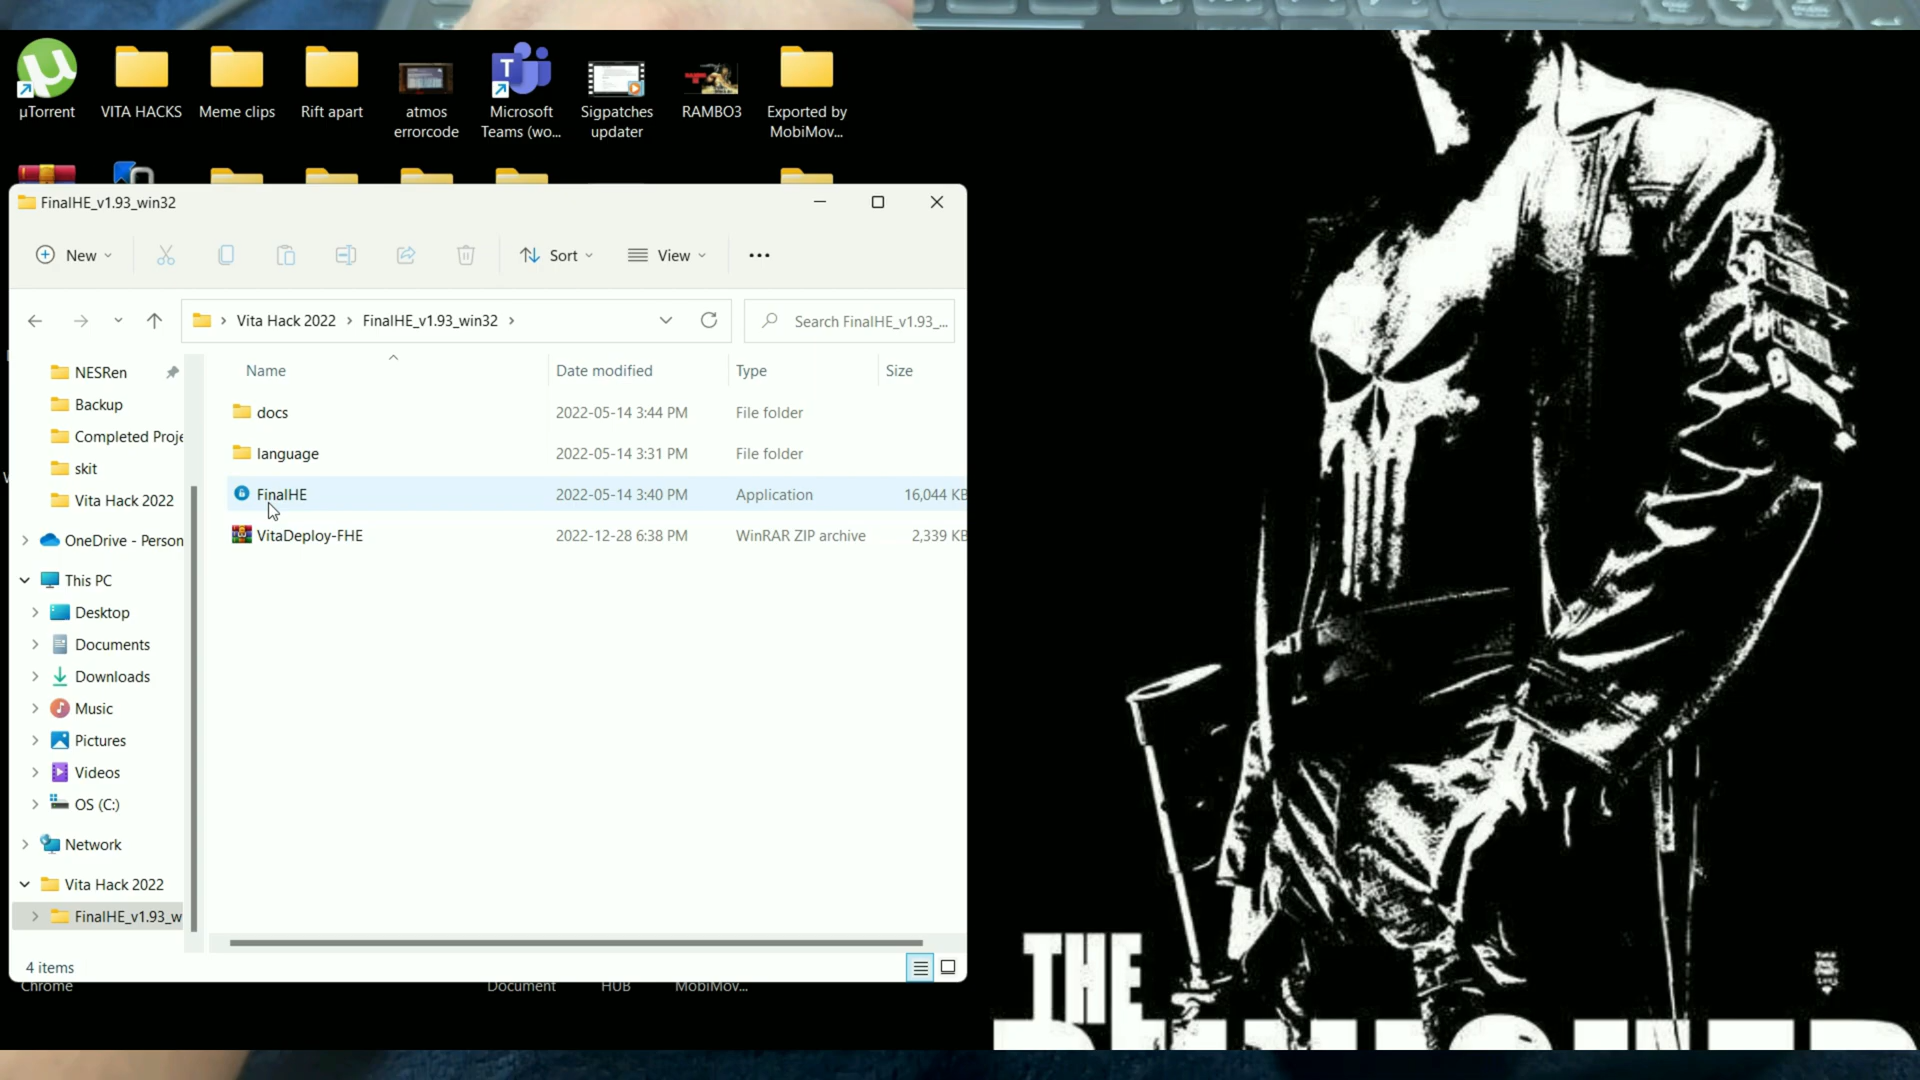 µTorrent
VITA HACKS
Meme clips
Rift apart
atmos
errorcode
Microsoft
Teams (wo...
Sigpatches
updater
RAMBO3
Exported by
MobiMov...
FinalHE_v1.93_win32
New
Sort
View
Vita Hack 2022
FinalHE_v1.93_win32
Search FinalHE_v1.93_...
Name
Date modified
Type
Size
docs
2022-05-14 3:44 PM
File folder
language
2022-05-14 3:31 PM
File folder
FinalHE
2022-05-14 3:40 PM
Application
16,044 KB
VitaDeploy-FHE
2022-12-28 6:38 PM
WinRAR ZIP archive
2,339 KB
NESRen
Backup
Completed Proje
skit
Vita Hack 2022
OneDrive - Person
This PC
Desktop
Documents
Downloads
Music
Pictures
Videos
OS (C:)
Network
Vita Hack 2022
FinalHE_v1.93_w
4 items
Chrome
Document
HUB
MobiMov...
THE